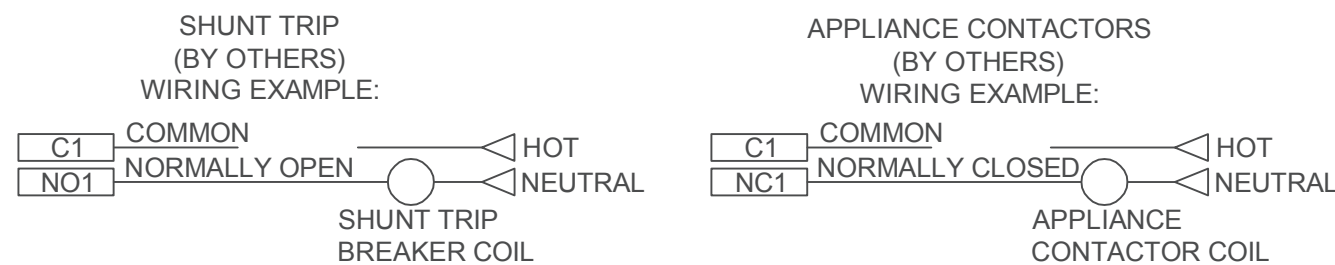 SHUNT TRIP
(BY OTHERS)
WIRING EXAMPLE:
C1 COMMON HOT
NO1 NORMALLY OPEN NEUTRAL
SHUNT TRIP
BREAKER COIL
APPLIANCE CONTACTORS
(BY OTHERS)
WIRING EXAMPLE:
C1 COMMON HOT
NC1 NORMALLY CLOSED NEUTRAL
APPLIANCE
CONTACTOR COIL